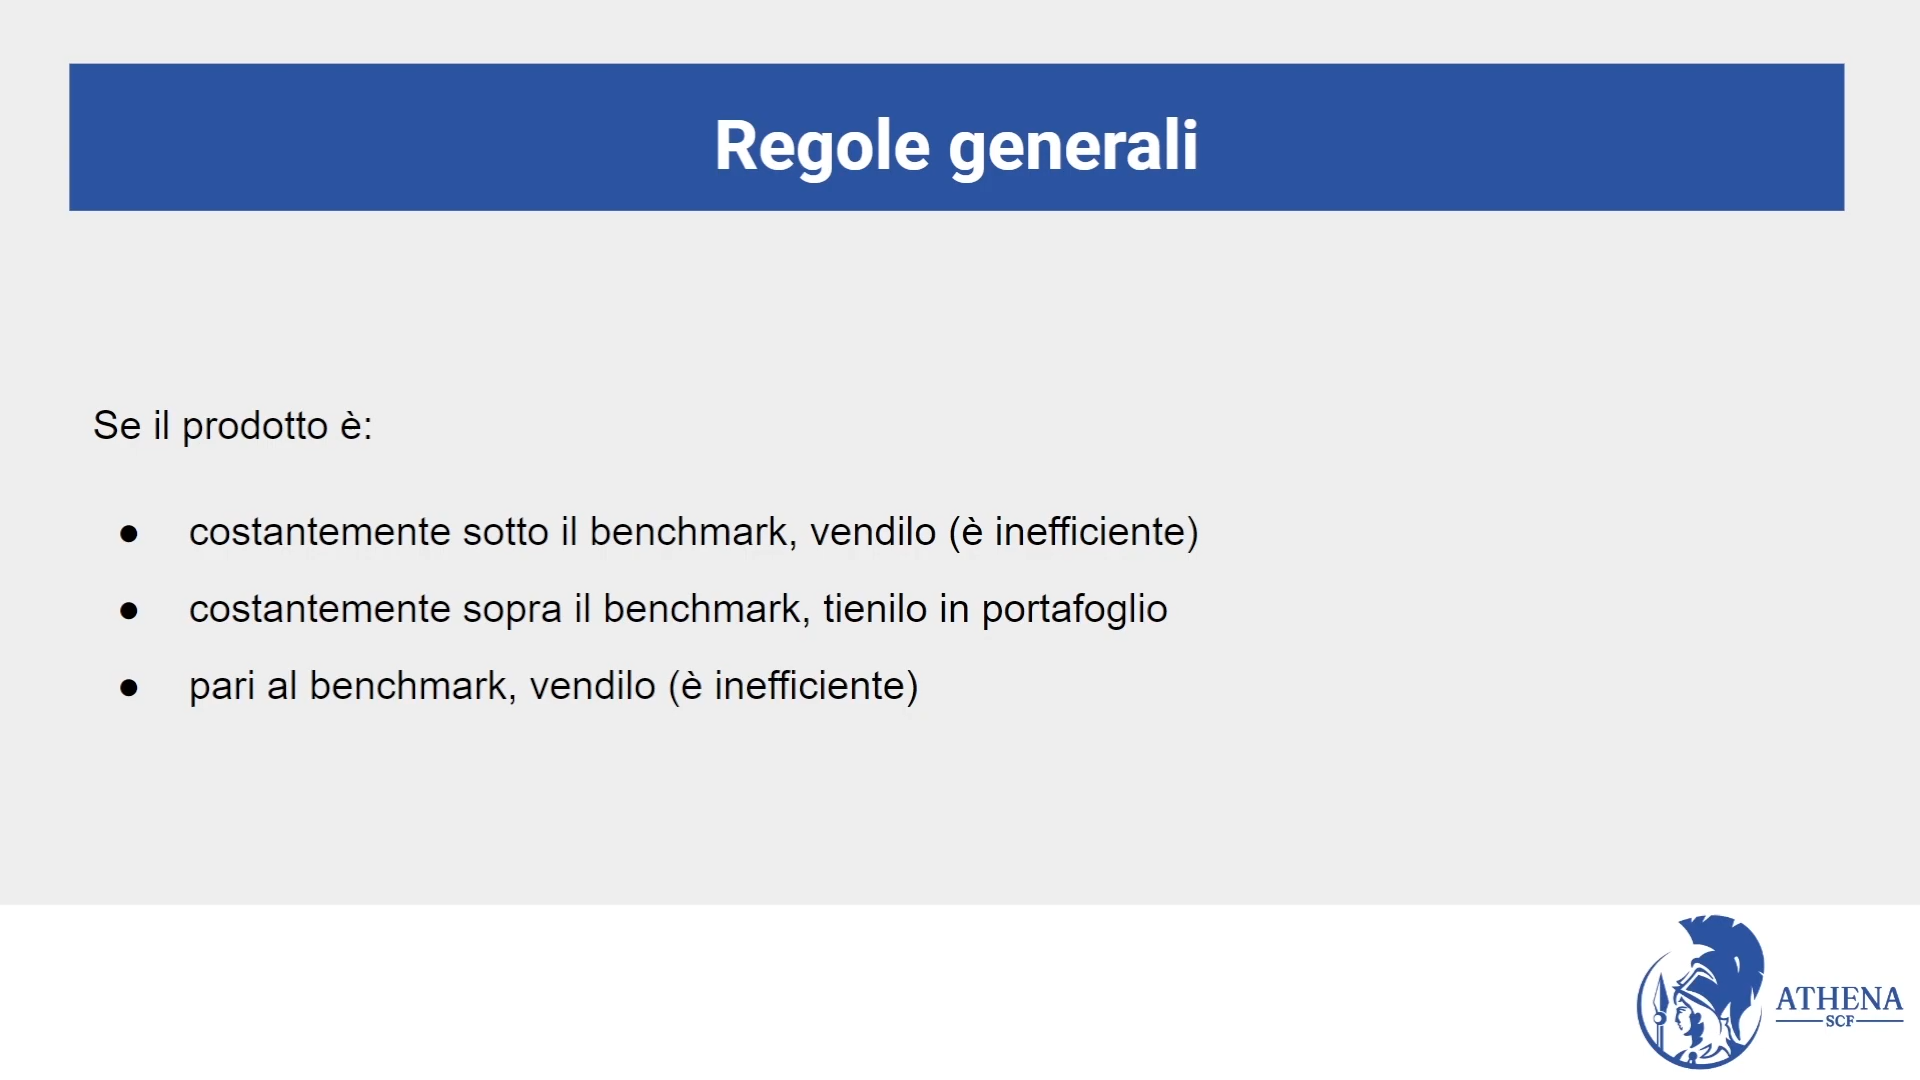 Regole generali
Se il prodotto è:
● costantemente sotto il benchmark, vendilo (è inefficiente)
● costantemente sopra il benchmark, tienilo in portafoglio
● pari al benchmark, vendilo (è inefficiente)
ATHENA
SCF